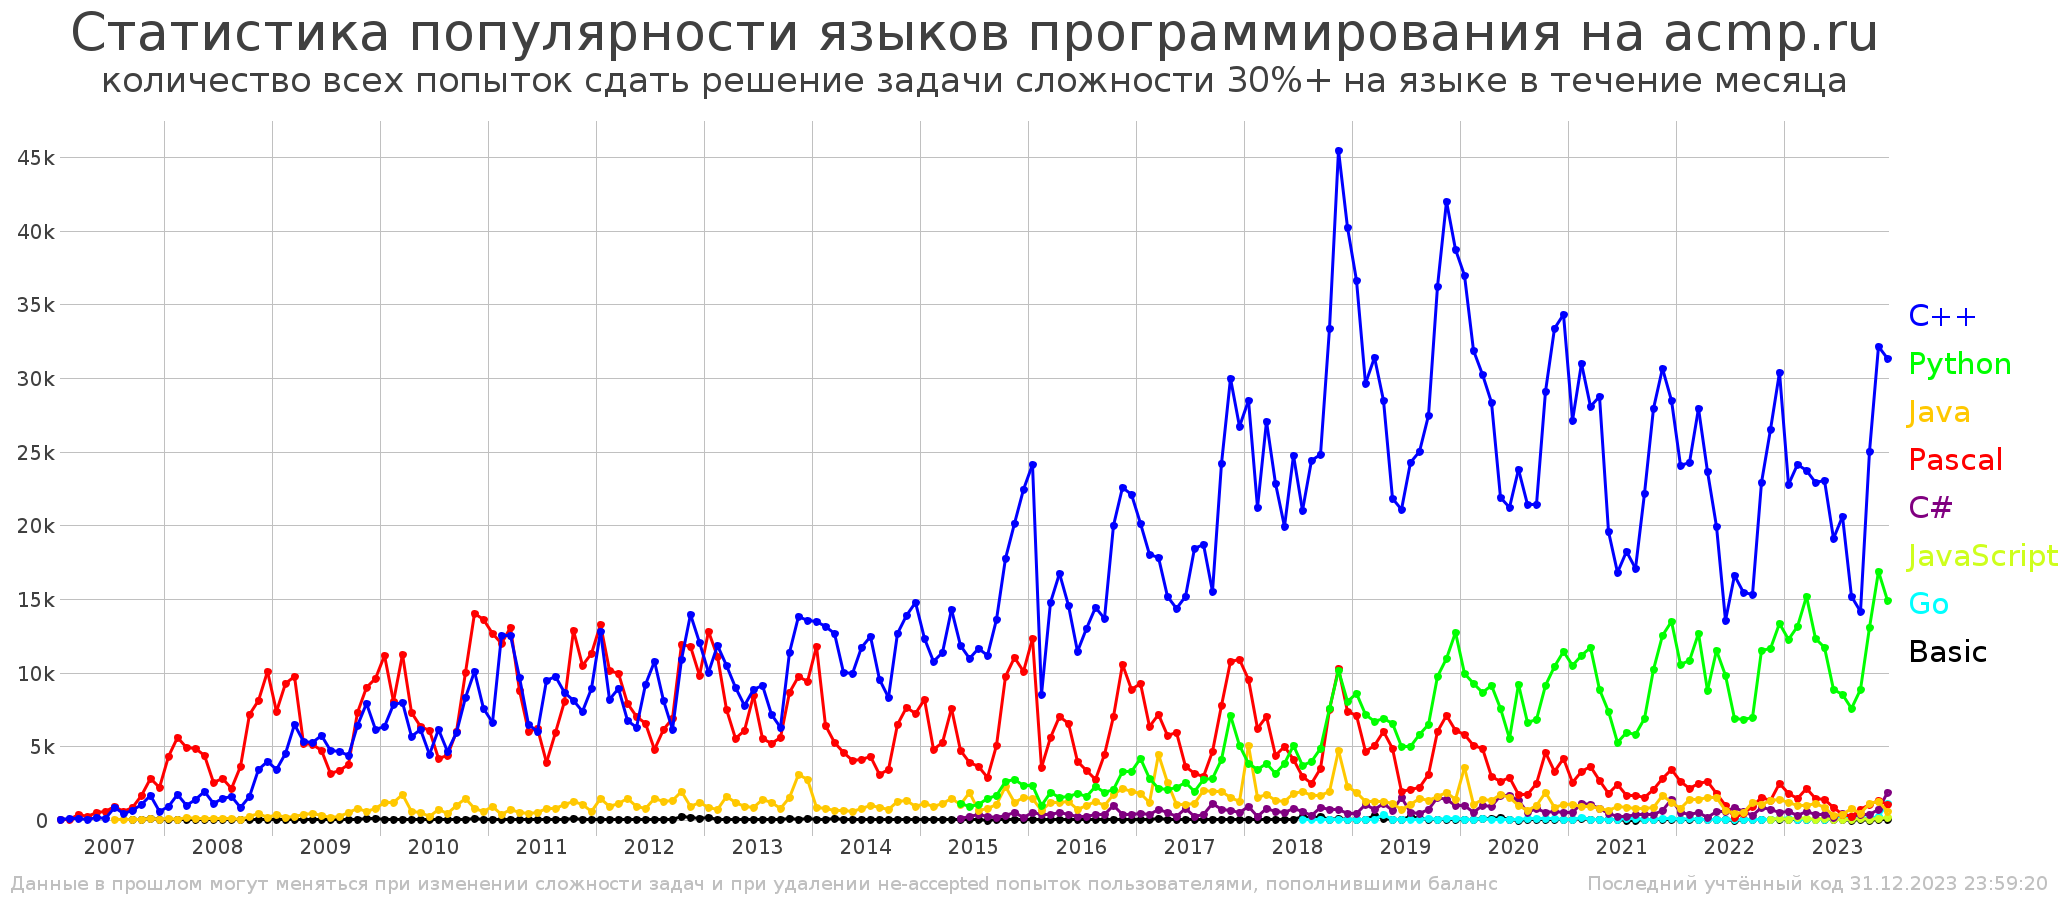 Статистика популярности языков программирования на acmp.ru
количество всех попыток сдать решение задачи сложности 30%+ на языке в течение месяца
45k
40k
35k
30k
25k
20k
15k
10k
5k
0
C++
Python
Java
Pascal
C#
JavaScript
Go
Basic
2007 2008 2009 2010 2011 2012 2013 2014 2015 2016 2017 2018 2019 2020 2021 2022 2023
Данные в прошлом могут меняться при изменении сложности задач и при удалении не-accepted попыток пользователями, пополнившими баланс
Последний учтённый код 31.12.2023 23:59:20